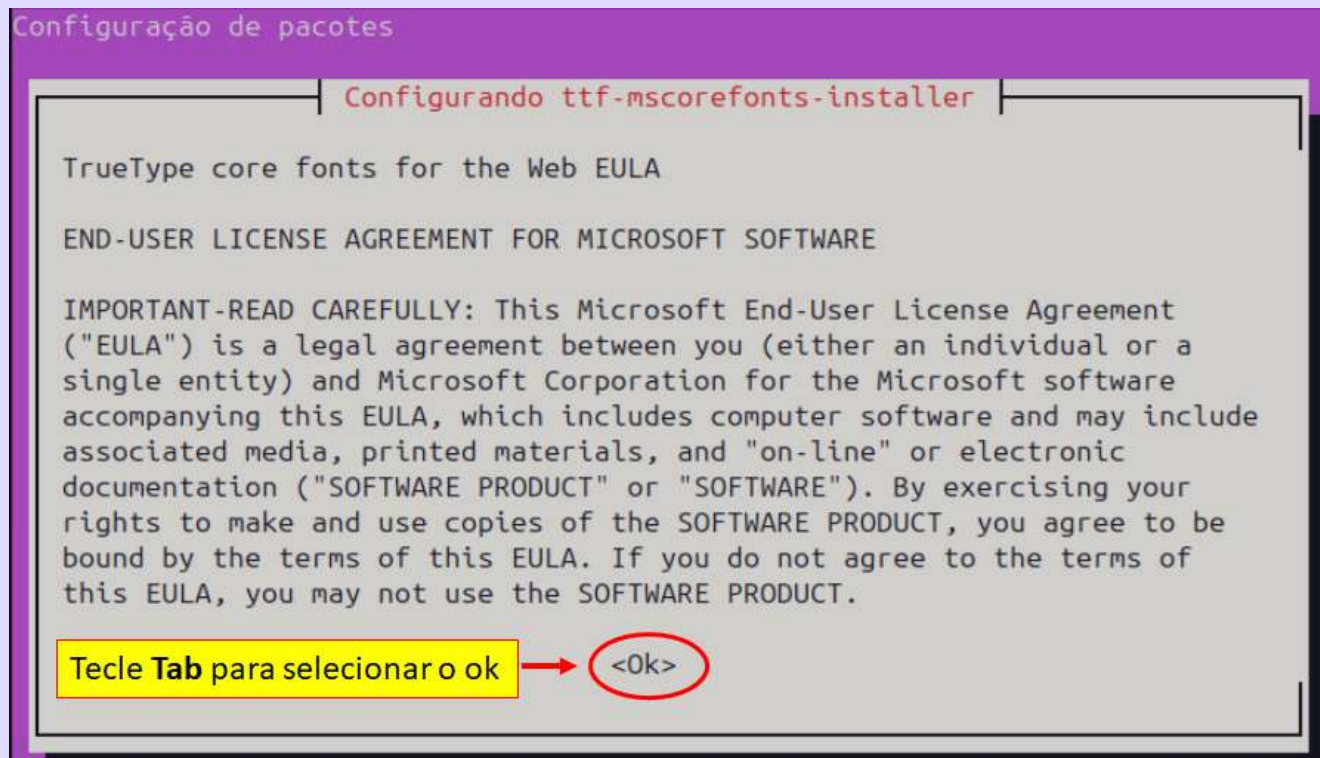 Configuração de pacotes
Configurando ttf-mscorefonts-installer
TrueType core fonts for the Web EULA
END-USER LICENSE AGREEMENT FOR MICROSOFT SOFTWARE
IMPORTANT-READ CAREFULLY: This Microsoft End-User License Agreement
("EULA") is a legal agreement between you (either an individual or a
single entity) and Microsoft Corporation for the Microsoft software
accompanying this EULA, which includes computer software and may include
associated media, printed materials, and "on-line" or electronic
documentation ("SOFTWARE PRODUCT" or "SOFTWARE"). By exercising your
rights to make and use copies of the SOFTWARE PRODUCT, you agree to be
bound by the terms of this EULA. If you do not agree to the terms of
this EULA, you may not use the SOFTWARE PRODUCT.
Tecle Tab para selecionar o ok
<Ok>